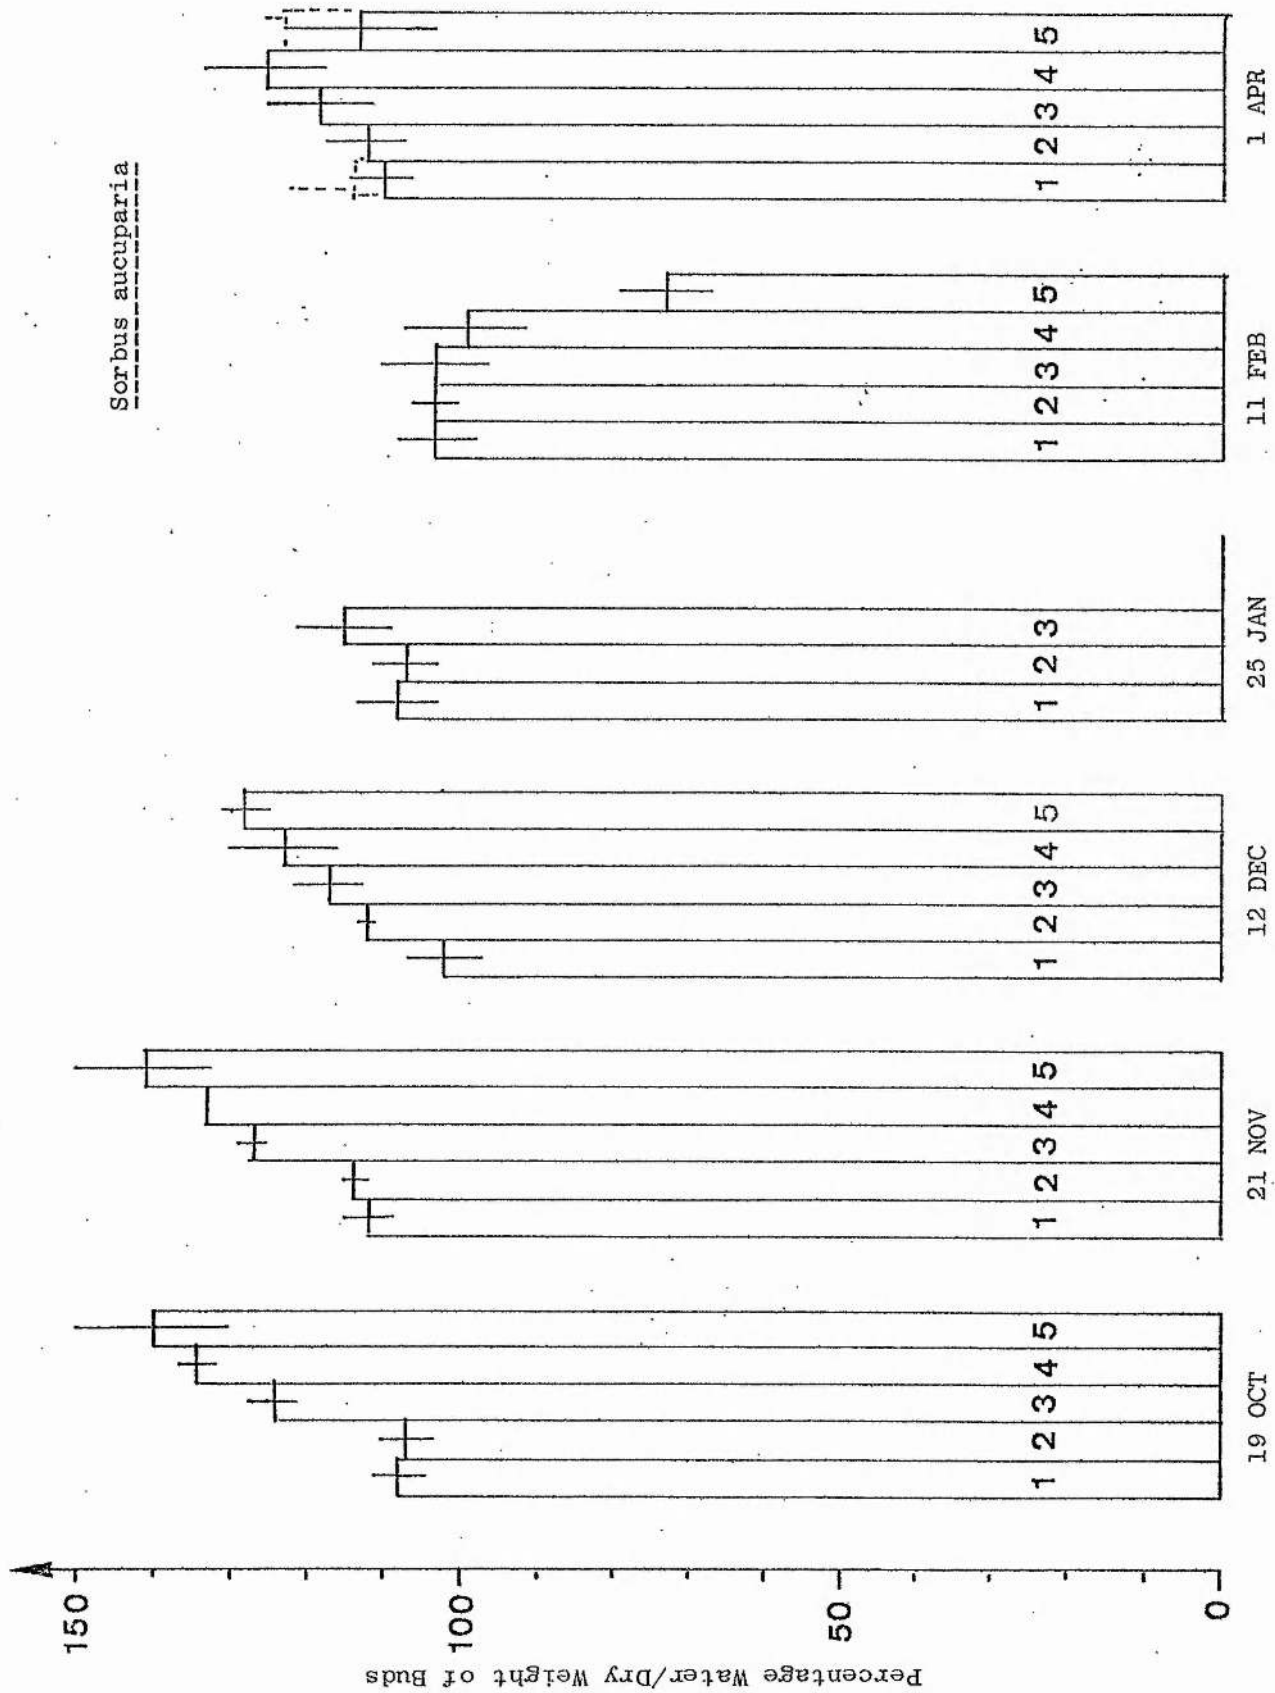 Sorbus aucuparia
Percentage Water/Dry Weight of Buds
150
100
50
0
1 2 3 4 5
1 2 3 4 5
1 2 3 4 5
1 2 3
1 2 3 4 5
1 2 3 4 5
19 OCT
21 NOV
12 DEC
25 JAN
11 FEB
1 APR